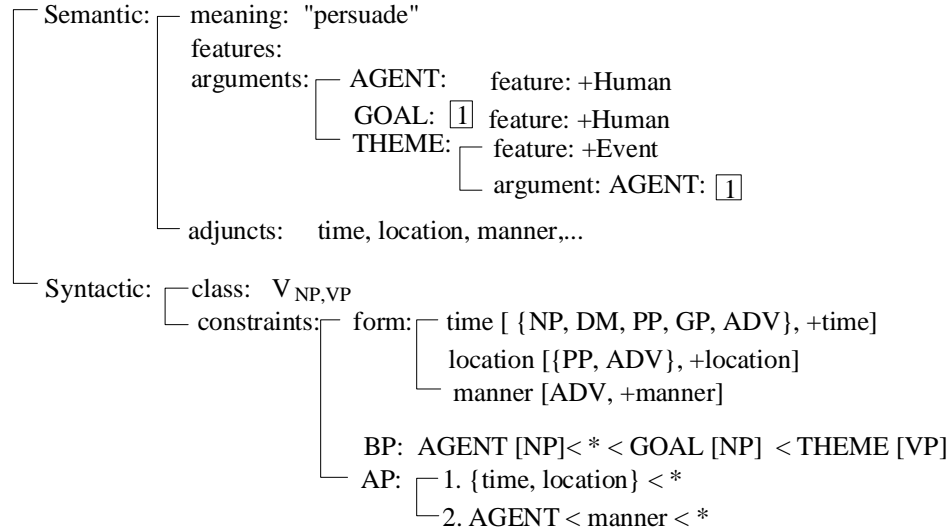 Semantic: meaning: "persuade"
features:
arguments: AGENT: feature: +Human
GOAL: 1 feature: +Human
THEME: feature: +Event
argument: AGENT: 1
adjuncts: time, location, manner,...
Syntactic: class: V NP,VP
constraints: form: time [ {NP, DM, PP, GP, ADV}, +time]
location [{PP, ADV}, +location]
manner [ADV, +manner]
BP: AGENT [NP]< * < GOAL [NP] < THEME [VP]
AP: 1. {time, location} < *
2. AGENT < manner < *